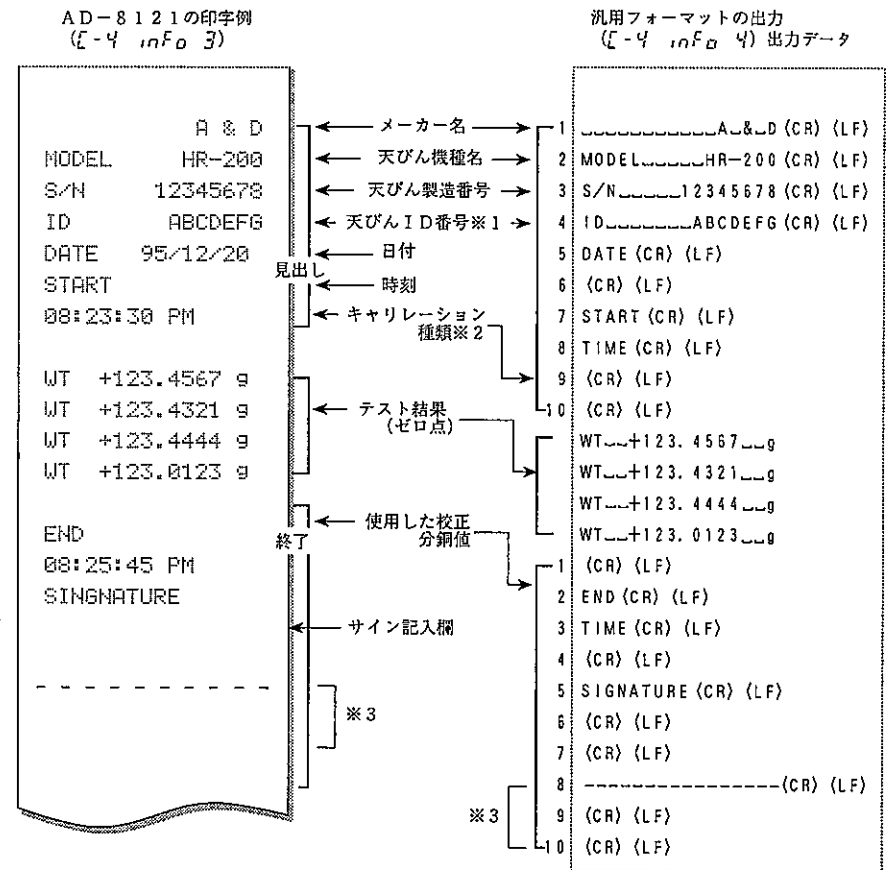 AD-8121の印字例
(C-4 inFo 3)
A & D
MODEL HR-200
S/N 12345678
ID ABCDEFG
DATE 95/12/20
START
08:23:30 PM
WT +123.4567 g
WT +123.4321 g
WT +123.4444 g
WT +123.0123 g
END
08:25:45 PM
SINGNATURE
- - - - - - - - - - - -
見出し
終了
※3
メーカー名
天びん機種名
天びん製造番号
天びんID番号※1
日付
時刻
キャリレーション
種類※2
テスト結果
(ゼロ点)
使用した校正
分銅値
サイン記入欄
汎用フォーマットの出力
(C-4 inFo 4)出力データ
1 ␣␣␣␣␣␣␣␣␣␣␣A␣&␣D(CR)(LF)
2 MODEL␣␣␣␣␣HR-200(CR)(LF)
3 S/N␣␣␣␣␣12345678(CR)(LF)
4 ID␣␣␣␣␣␣␣ABCDEFG(CR)(LF)
5 DATE(CR)(LF)
6 (CR)(LF)
7 START(CR)(LF)
8 TIME(CR)(LF)
9 (CR)(LF)
10 (CR)(LF)
WT␣␣+123.4567␣␣g
WT␣␣+123.4321␣␣g
WT␣␣+123.4444␣␣g
WT␣␣+123.0123␣␣g
1 (CR)(LF)
2 END(CR)(LF)
3 TIME(CR)(LF)
4 (CR)(LF)
5 SIGNATURE(CR)(LF)
6 (CR)(LF)
7 (CR)(LF)
8 ----------------(CR)(LF)
9 (CR)(LF)
10 (CR)(LF)
※3